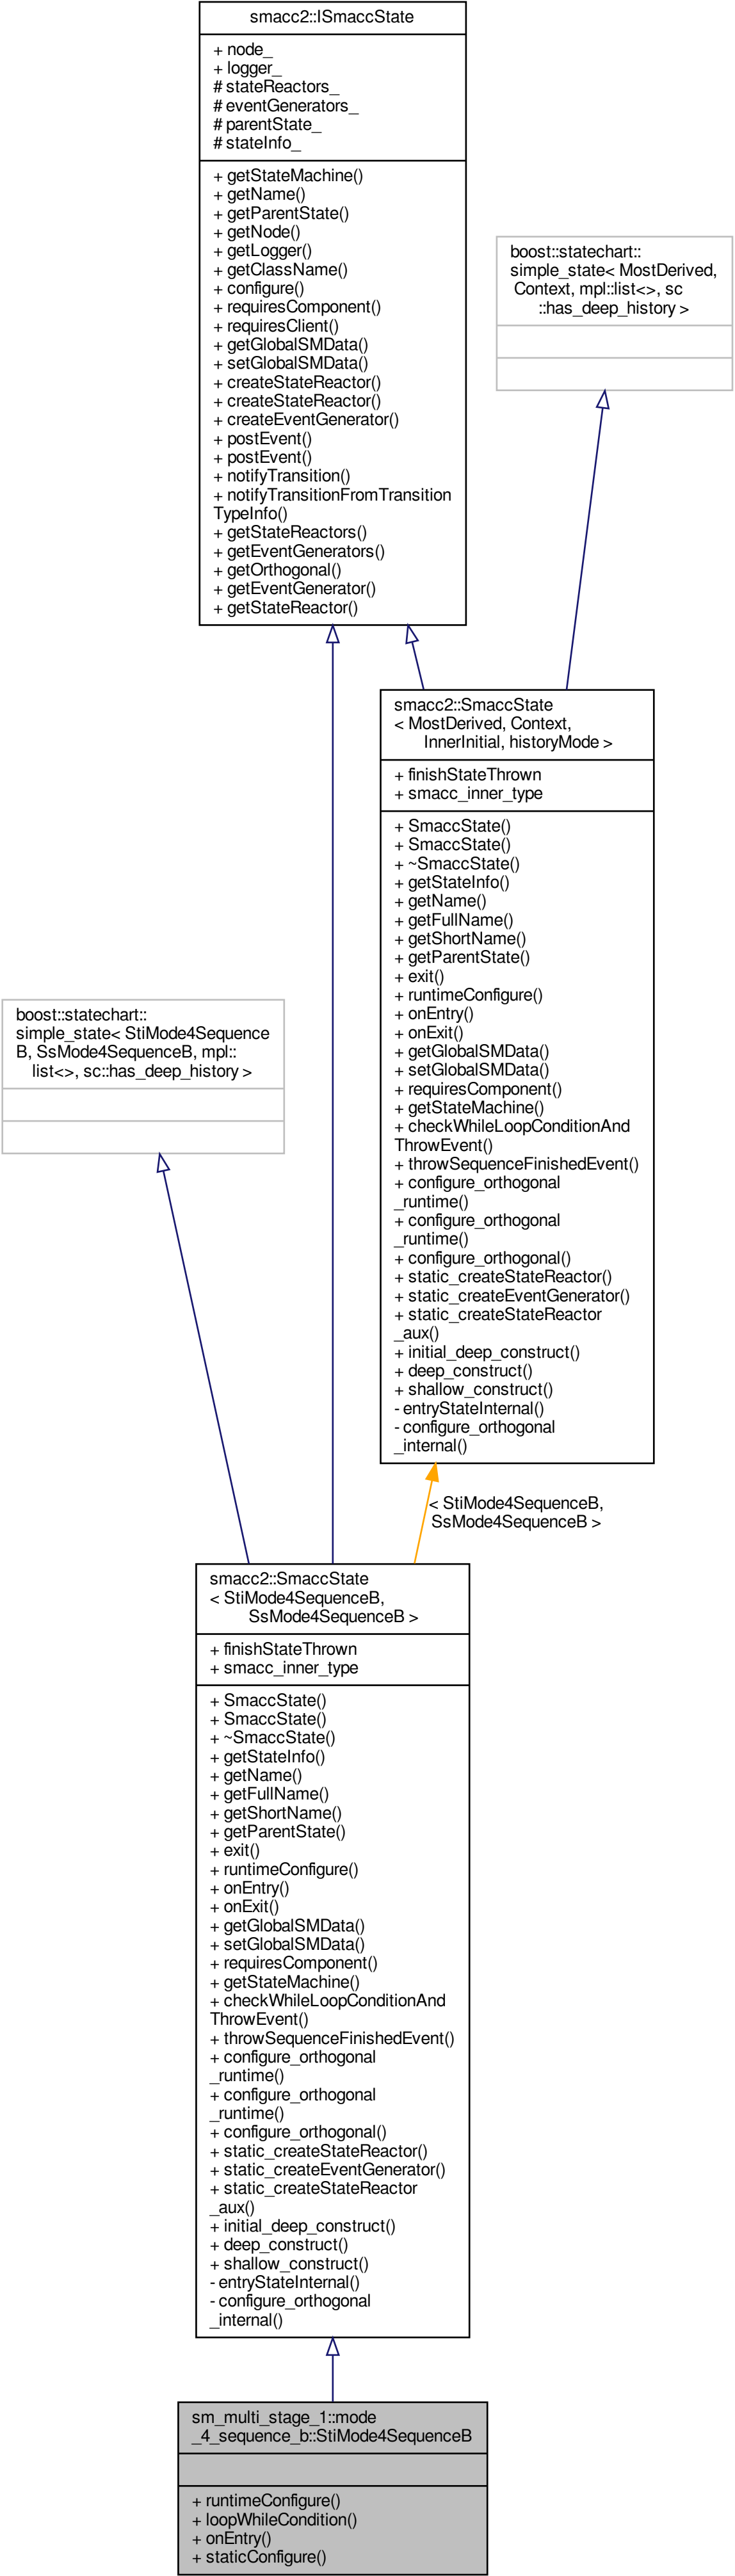 smacc2::ISmaccState
+ node_
+ logger_
# stateReactors_
# eventGenerators_
# parentState_
# stateInfo_
+ getStateMachine()
+ getName()
+ getParentState()
+ getNode()
+ getLogger()
+ getClassName()
+ configure()
+ requiresComponent()
+ requiresClient()
+ getGlobalSMData()
+ setGlobalSMData()
+ createStateReactor()
+ createStateReactor()
+ createEventGenerator()
+ postEvent()
+ postEvent()
+ notifyTransition()
+ notifyTransitionFromTransition
TypeInfo()
+ getStateReactors()
+ getEventGenerators()
+ getOrthogonal()
+ getEventGenerator()
+ getStateReactor()
boost::statechart::
simple_state< MostDerived,
Context, mpl::list<>, sc
::has_deep_history >
smacc2::SmaccState
< MostDerived, Context,
InnerInitial, historyMode >
+ finishStateThrown
+ smacc_inner_type
+ SmaccState()
+ SmaccState()
+ ~SmaccState()
+ getStateInfo()
+ getName()
+ getFullName()
+ getShortName()
+ getParentState()
+ exit()
+ runtimeConfigure()
+ onEntry()
+ onExit()
+ getGlobalSMData()
+ setGlobalSMData()
+ requiresComponent()
+ getStateMachine()
+ checkWhileLoopConditionAnd
ThrowEvent()
+ throwSequenceFinishedEvent()
+ configure_orthogonal
_runtime()
+ configure_orthogonal
_runtime()
+ configure_orthogonal()
+ static_createStateReactor()
+ static_createEventGenerator()
+ static_createStateReactor
_aux()
+ initial_deep_construct()
+ deep_construct()
+ shallow_construct()
- entryStateInternal()
- configure_orthogonal
_internal()
boost::statechart::
simple_state< StiMode4Sequence
B, SsMode4SequenceB, mpl::
list<>, sc::has_deep_history >
< StiMode4SequenceB,
SsMode4SequenceB >
smacc2::SmaccState
< StiMode4SequenceB,
SsMode4SequenceB >
+ finishStateThrown
+ smacc_inner_type
+ SmaccState()
+ SmaccState()
+ ~SmaccState()
+ getStateInfo()
+ getName()
+ getFullName()
+ getShortName()
+ getParentState()
+ exit()
+ runtimeConfigure()
+ onEntry()
+ onExit()
+ getGlobalSMData()
+ setGlobalSMData()
+ requiresComponent()
+ getStateMachine()
+ checkWhileLoopConditionAnd
ThrowEvent()
+ throwSequenceFinishedEvent()
+ configure_orthogonal
_runtime()
+ configure_orthogonal
_runtime()
+ configure_orthogonal()
+ static_createStateReactor()
+ static_createEventGenerator()
+ static_createStateReactor
_aux()
+ initial_deep_construct()
+ deep_construct()
+ shallow_construct()
- entryStateInternal()
- configure_orthogonal
_internal()
sm_multi_stage_1::mode
_4_sequence_b::StiMode4SequenceB
+ runtimeConfigure()
+ loopWhileCondition()
+ onEntry()
+ staticConfigure()